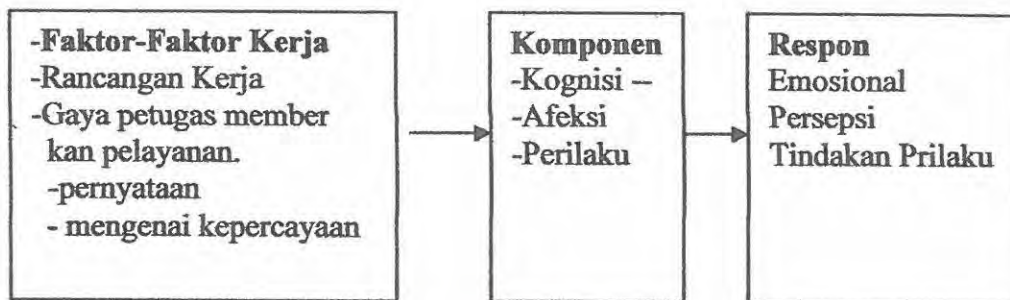 -Faktor-Faktor Kerja
-Rancangan Kerja
-Gaya petugas member
kan pelayanan.
-pernyataan
- mengenai kepercayaan
Komponen
-Kognisi –
-Afeksi
-Perilaku
Respon
Emosional
Persepsi
Tindakan Prilaku